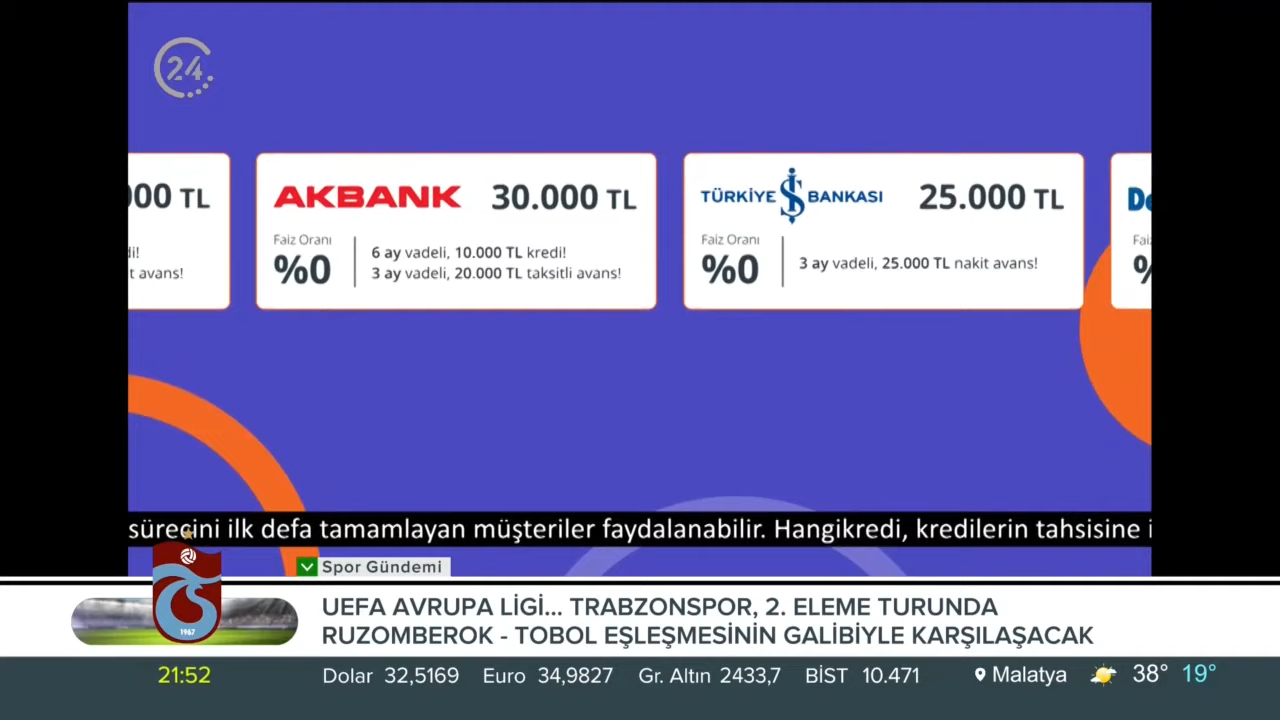 24
000 TL
AKBANK 30.000 TL
TÜRKİYE İŞ BANKASI 25.000 TL
Faiz Oranı
%0
6 ay vadeli, 10.000 TL kredi!
3 ay vadeli, 20.000 TL taksitli avans!
Faiz Oranı
%0
3 ay vadeli, 25.000 TL nakit avans!
t avans!
sürecini ilk defa tamamlayan müşteriler faydalanabilir. Hangikredi, kredilerin tahsisine
Spor Gündemi
1967
UEFA AVRUPA LİGİ... TRABZONSPOR, 2. ELEME TURUNDA
RUZOMBEROK - TOBOL EŞLEŞMESİNİN GALİBİYLE KARŞILAŞACAK
21:52 Dolar 32,5169 Euro 34,9827 Gr. Altın 2433,7 BİST 10.471 Malatya 38° 19°